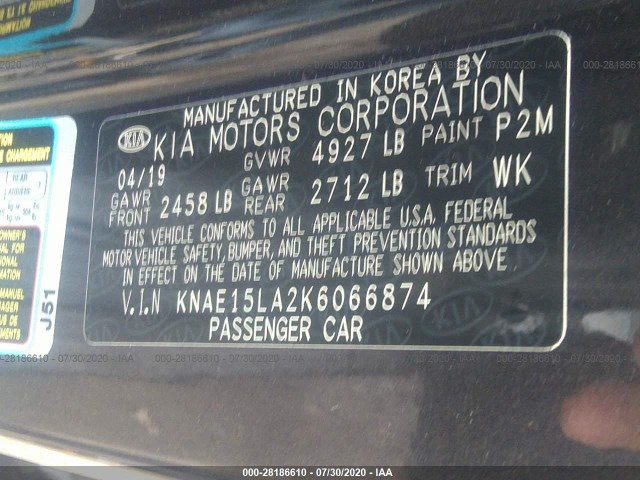 MANUFACTURED IN KOREA BY
KIA KIA MOTORS CORPORATION
04/19 GVWR 4927 LB PAINT P2M
GAWR FRONT 2458 LB GAWR REAR 2712 LB TRIM WK
THIS VEHICLE CONFORMS TO ALL APPLICABLE U.S.A. FEDERAL
MOTOR VEHICLE SAFETY, BUMPER, AND THEFT PREVENTION STANDARDS
IN EFFECT ON THE DATE OF MANUFACTURE SHOWN ABOVE.
V.I.N KNAE15LA2K6066874
PASSENGER CAR
J51
000-28186610 - 07/30/2020 - IAA